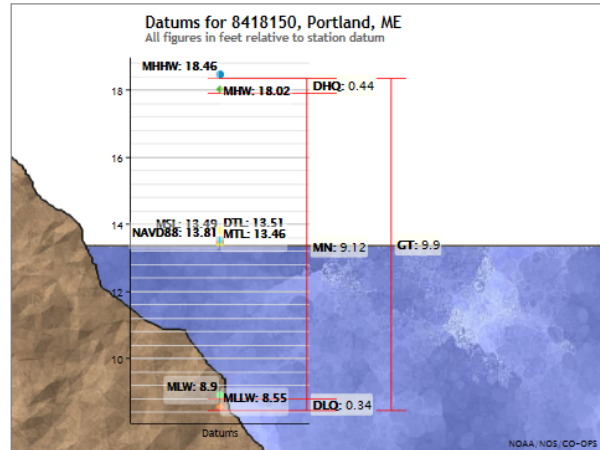 Datums for 8418150, Portland, ME
All figures in feet relative to station datum
MHHW: 18.46
DHQ: 0.44
18
MHW: 18.02
16
14
MSL: 13.49
DTL: 13.51
NAVD88: 13.81
MTL: 13.46
MN: 9.12
GT: 9.9
12
10
MLW: 8.9
MLLW: 8.55
DLQ: 0.34
Datums
NOAA/NOS/CO-OPS